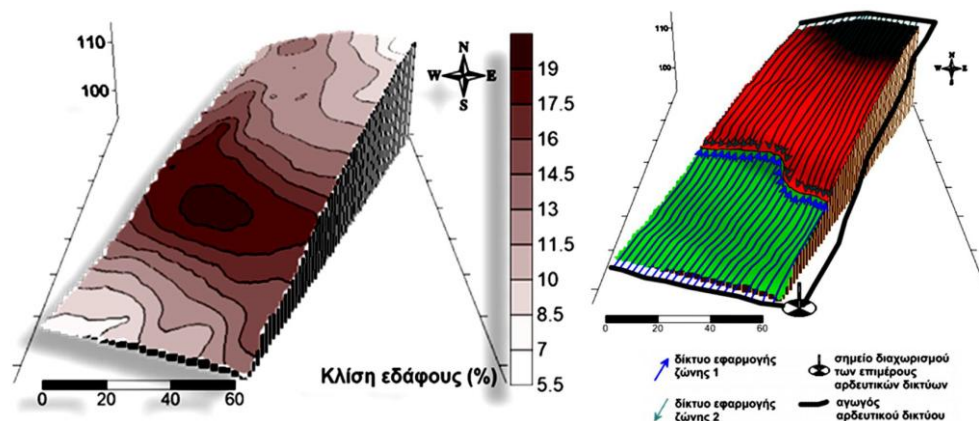 110
100
N
W E
S
0 20 40 60
Κλίση εδάφους (%)
19
17.5
16
14.5
13
11.5
10
8.5
7
5.5
110
100
N
W E
S
0 20 40 60
δίκτυο εφαρμογής
ζώνης 1
δίκτυο εφαρμογής
ζώνης 2
σημείο διαχωρισμού
των επιμέρους
αρδευτικών δικτύων
αγωγός
αρδευτικού δικτύου